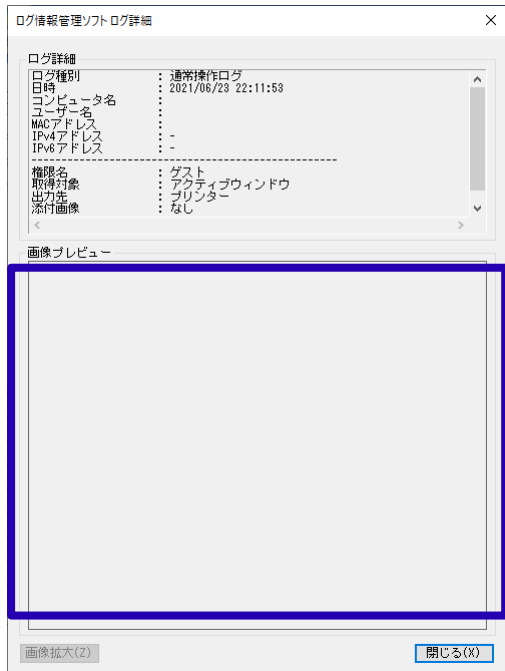 ログ情報管理ソフト ログ詳細
ログ詳細
ログ種別 : 通常操作ログ
日時 : 2021/06/23 22:11:53
コンピュータ名 :
ユーザー名 :
MACアドレス :
IPv4アドレス : -
IPv6アドレス : -
--------------------------------------------------
権限名 : ゲスト
取得対象 : アクティブウィンドウ
出力先 : プリンター
添付画像 : なし
画像プレビュー
画像拡大(Z) 閉じる(X)